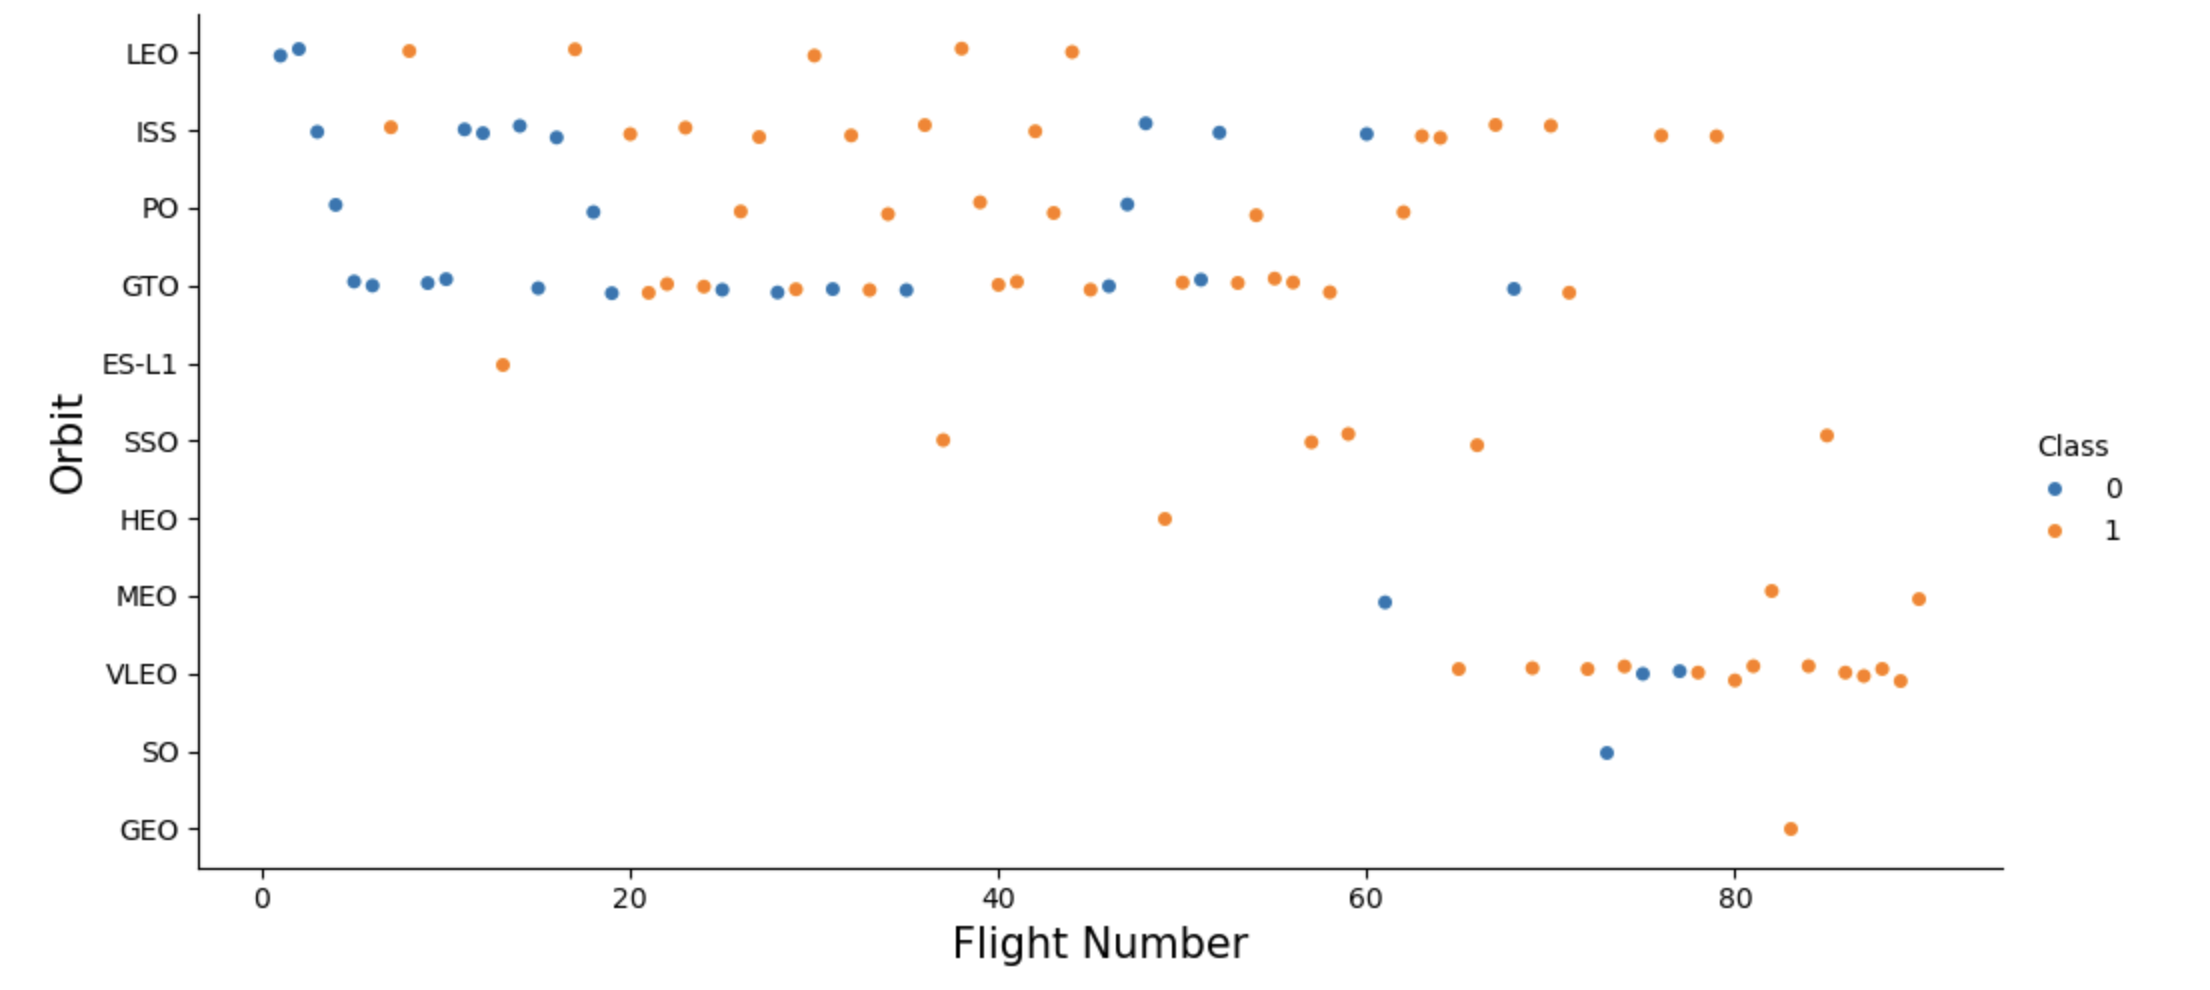 LEO
ISS
PO
GTO
ES-L1
SSO
HEO
MEO
VLEO
SO
GEO
Orbit
0 20 40 60 80
Flight Number
Class
0
1